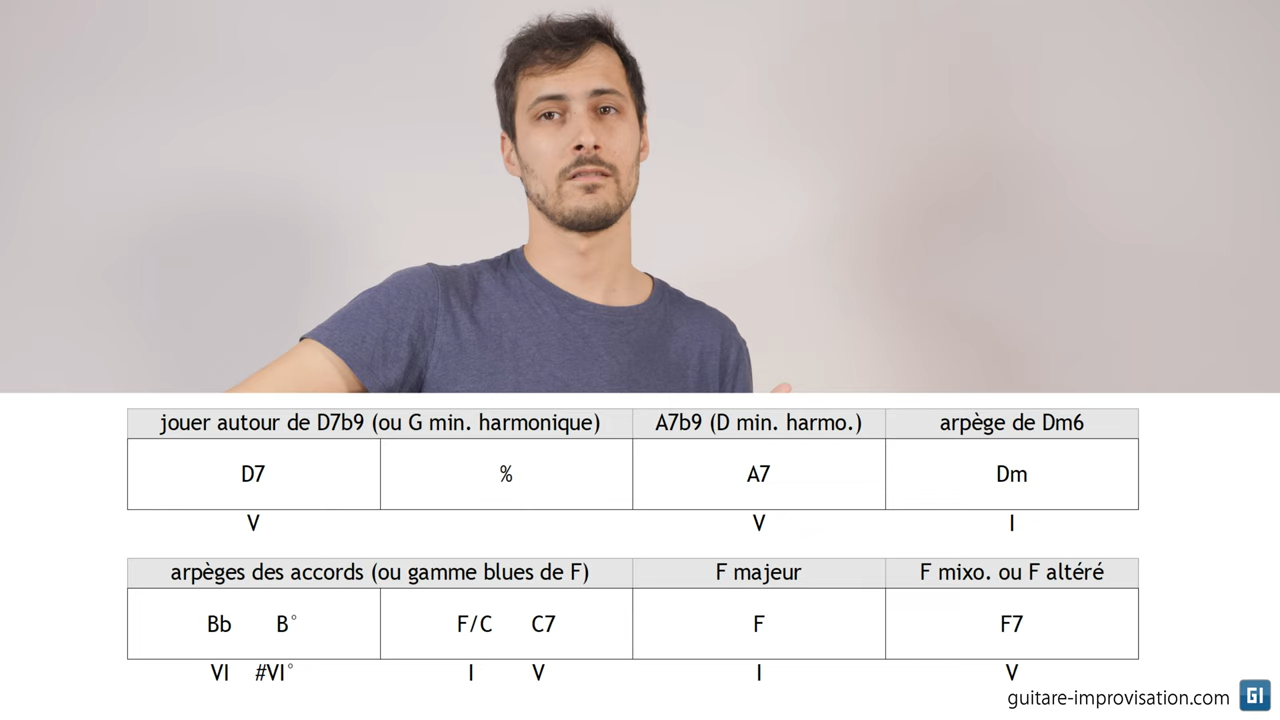 jouer autour de D7b9 (ou G min. harmonique) A7b9 (D min. harmo.) arpège de Dm6
D7 % A7 Dm
V V I
arpèges des accords (ou gamme blues de F) F majeur F mixo. ou F altéré
Bb B° F/C C7 F F7
VI #VI° I V I V
guitare-improvisation.com GI